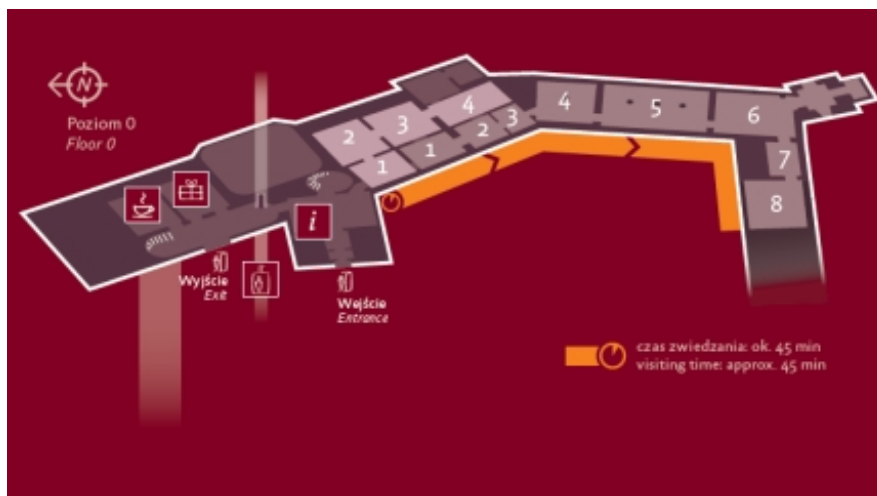 N
Poziom 0
Floor 0
4
4
5
6
3
2
3
2
1
1
7
8
i
Wyjście
Exit
Wejście
Entrance
czas zwiedzania: ok. 45 min
visiting time: approx. 45 min